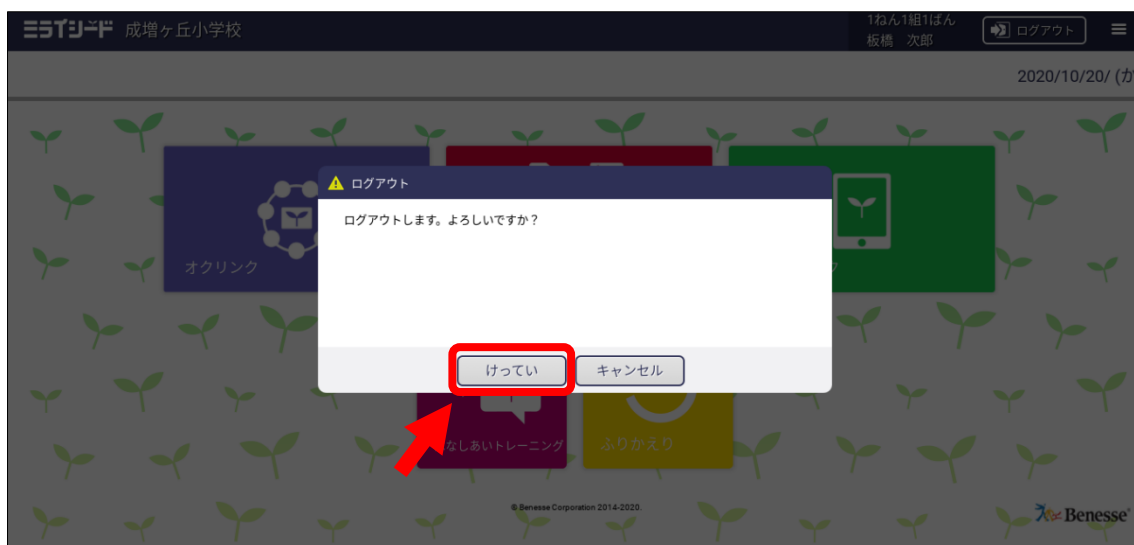 ミライシード 成増ヶ丘小学校
1ねん1組1ばん
板橋 次郎
ログアウト
2020/10/20/ (か
ログアウト
ログアウトします。よろしいですか？
オクリンク
けってい
キャンセル
なしあいトレーニング
ふりかえり
© Benesse Corporation 2014-2020.
Benesse®